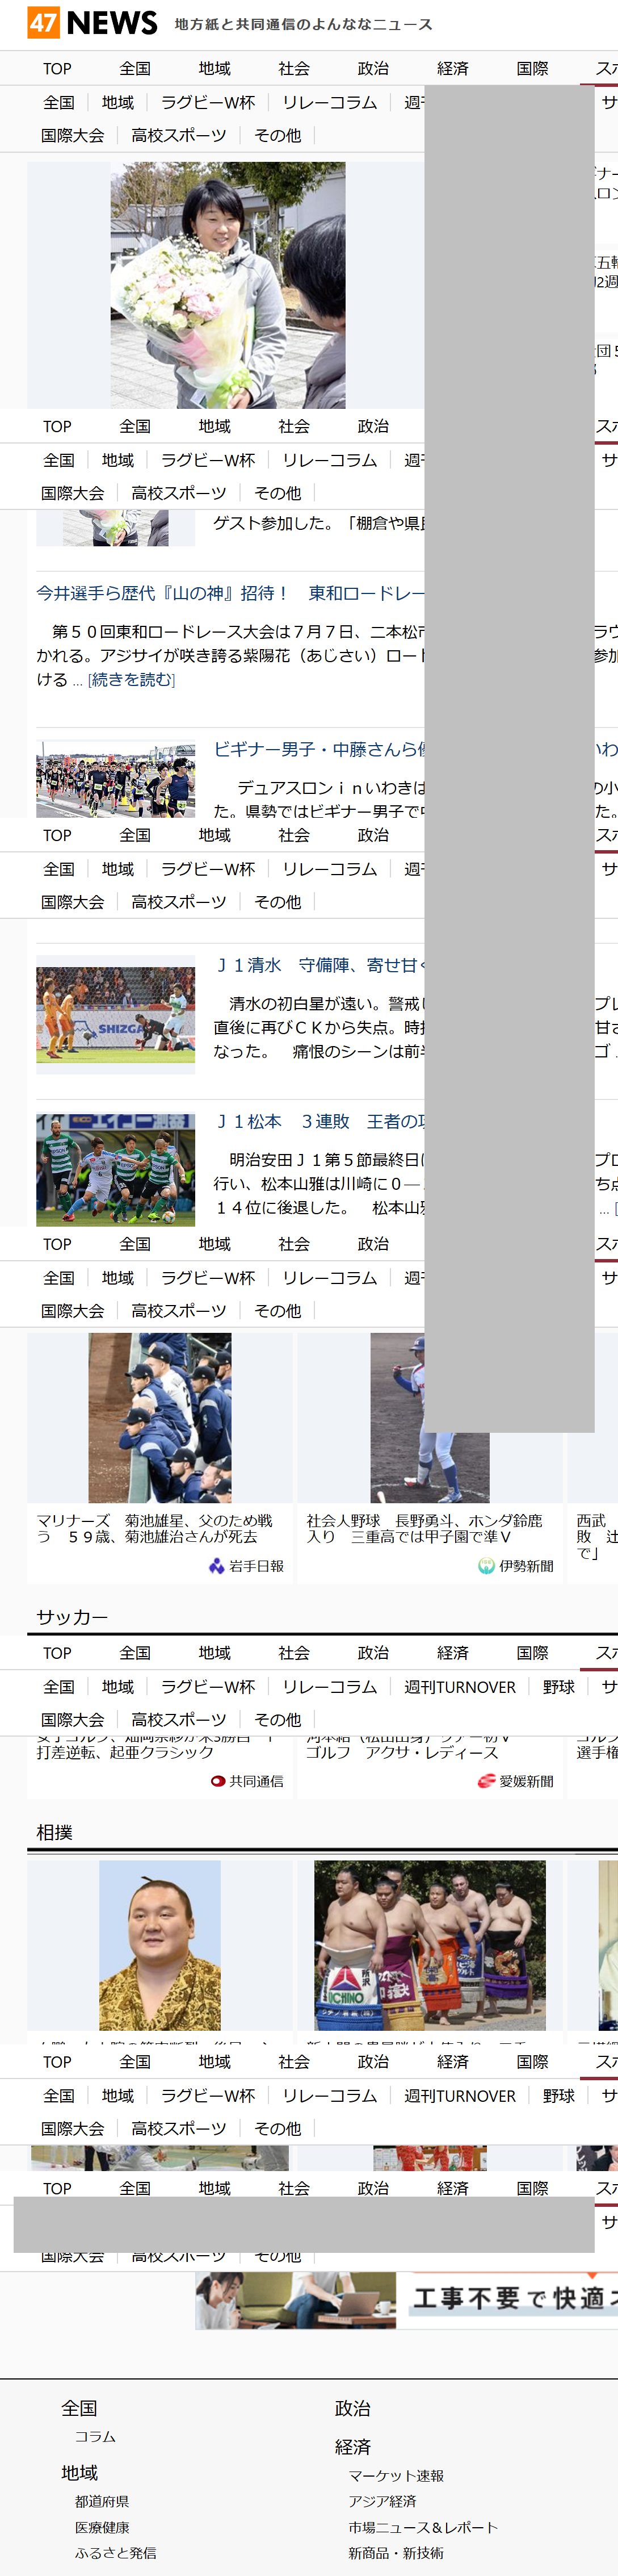 47 NEWS 地方紙と共同通信のよんななニュース
TOP 全国 地域 社会 政治 経済 国際 スポ
全国 地域 ラグビーW杯 リレーコラム 週 サ
国際大会 高校スポーツ その他
TOP 全国 地域 社会 政治 スポ
全国 地域 ラグビーW杯 リレーコラム 週 サ
国際大会 高校スポーツ その他
ゲスト参加した。「棚倉や県
今井選手ら歴代『山の神』招待！ 東和ロードレー
第５０回東和ロードレース大会は７月７日、二本松
かれる。アジサイが咲き誇る紫陽花（あじさい）ロー 参加
ける ... [続きを読む]
ビギナー男子・中藤さんら いわ
デュアスロンｉｎいわきは の小
た。県勢ではビギナー男子で た。
TOP 全国 地域 社会 政治 スポ
全国 地域 ラグビーW杯 リレーコラム 週 サ
国際大会 高校スポーツ その他
Ｊ１清水 守備陣、寄せ甘く
清水の初白星が遠い。警戒 プレ
直後に再びＣＫから失点。時 甘さ
なった。 痛恨のシーンは前 ゴ
Ｊ１松本 ３連敗 王者の
明治安田Ｊ１第５節最終日 プロ
行い、松本山雅は川崎に０― ち点
１４位に後退した。 松本山 ... [
TOP 全国 地域 社会 政治 スポ
全国 地域 ラグビーW杯 リレーコラム 週 サ
国際大会 高校スポーツ その他
マリナーズ 菊池雄星、父のため戦
う ５９歳、菊池雄治さんが死去
岩手日報
社会人野球 長野勇斗、ホンダ鈴鹿
入り 三重高では甲子園で準Ｖ
伊勢新聞
西武
敗 辻
で」
サッカー
TOP 全国 地域 社会 政治 経済 国際 スポ
全国 地域 ラグビーW杯 リレーコラム 週刊TURNOVER 野球 サ
国際大会 高校スポーツ その他
打差逆転、起亜クラシック
共同通信
ゴルフ アクサ・レディース
愛媛新聞
選手権
相撲
TOP 全国 地域 社会 政治 経済 国際 スポ
全国 地域 ラグビーW杯 リレーコラム 週刊TURNOVER 野球 サ
国際大会 高校スポーツ その他
TOP 全国 地域 社会 政治 経済 国際 スポ
サ
国際大会 高校スポーツ その他
工事不要で快適
全国
コラム
地域
都道府県
医療健康
ふるさと発信
政治
経済
マーケット速報
アジア経済
市場ニュース＆レポート
新商品・新技術